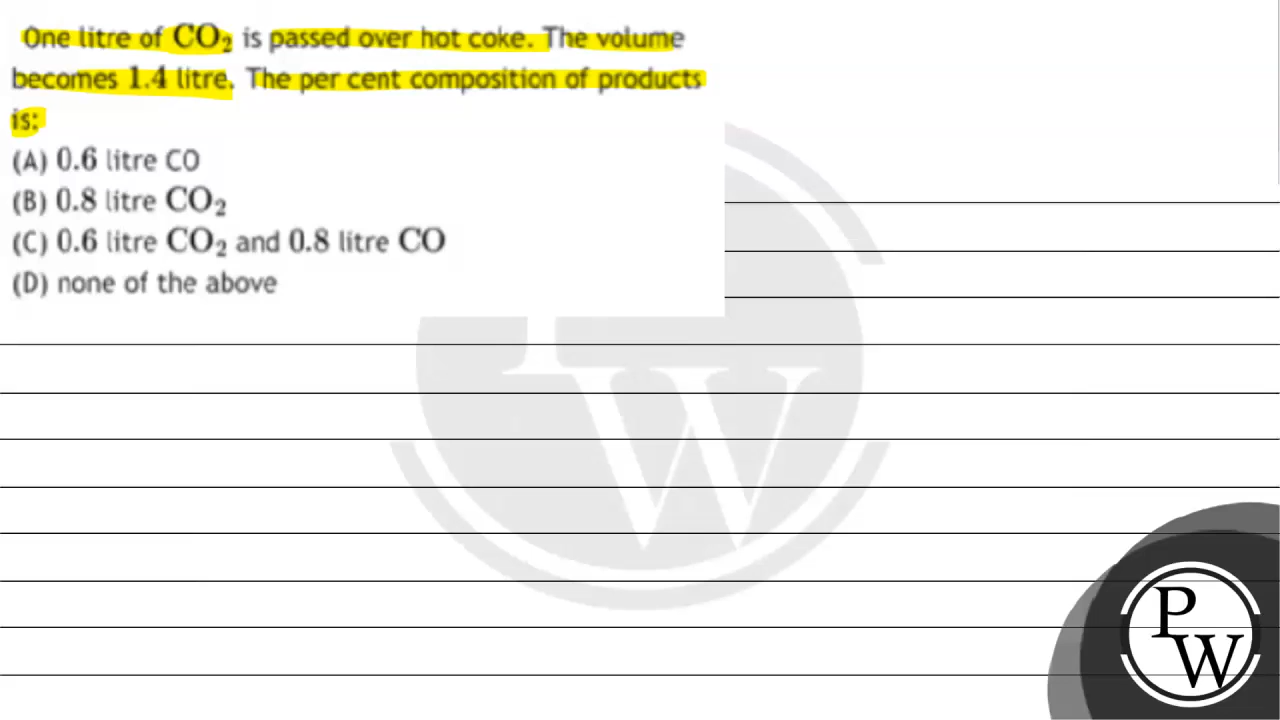 One litre of CO₂ is passed over hot coke. The volume
becomes 1.4 litre. The per cent composition of products
is:
(A) 0.6 litre CO
(B) 0.8 litre CO₂
(C) 0.6 litre CO₂ and 0.8 litre CO
(D) none of the above
W
P
W